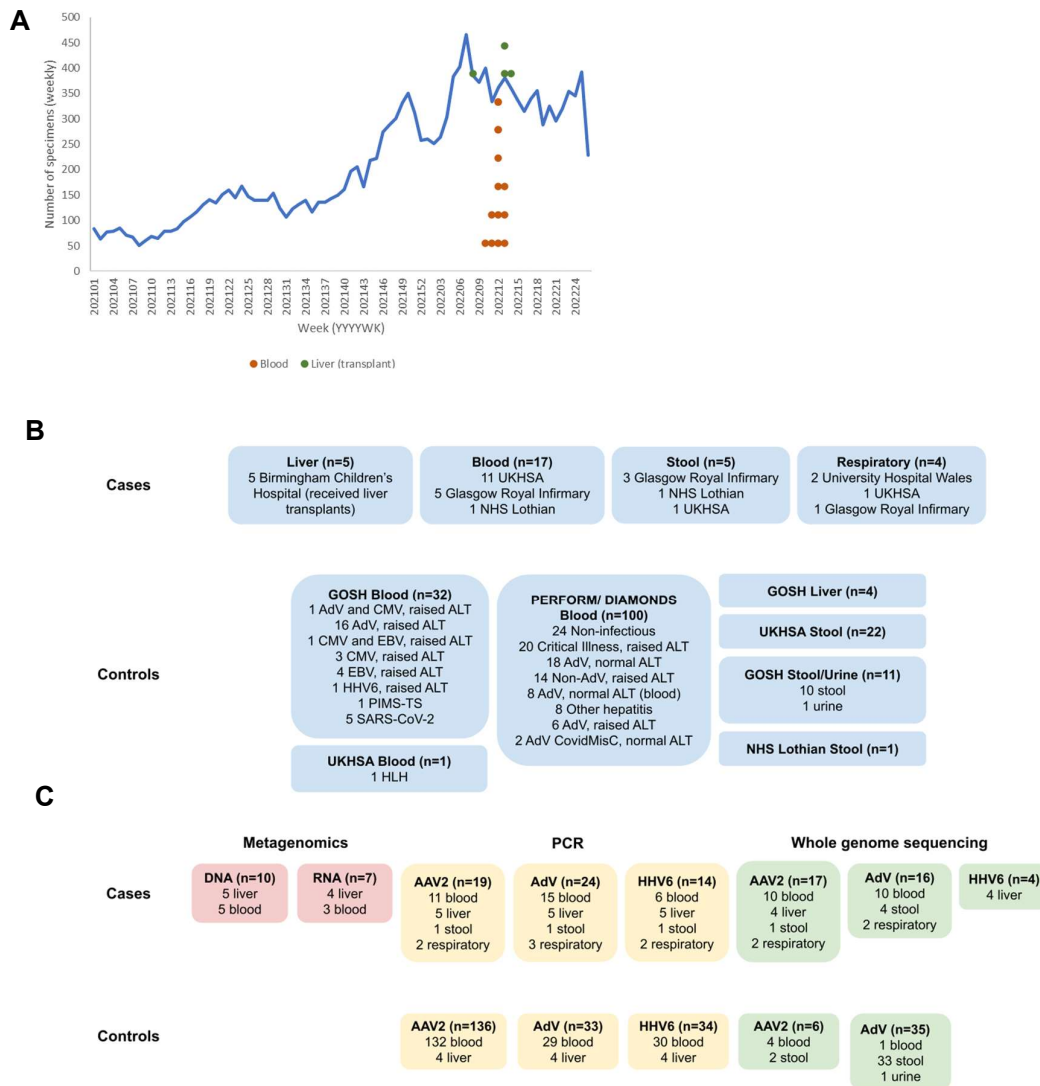 A
500
450
400
350
300
250
200
150
100
50
0
Number of specimens (weekly)
202101
202104
202107
202110
202113
202116
202119
202122
202125
202128
202131
202134
202137
202140
202143
202146
202149
202152
202203
202206
202209
202212
202215
202218
202221
202224
Week (YYYYWK)
Blood
Liver (transplant)
B
Cases
Liver (n=5)
5 Birmingham Children's
Hospital (received liver
transplants)
Blood (n=17)
11 UKHSA
5 Glasgow Royal Infirmary
1 NHS Lothian
Stool (n=5)
3 Glasgow Royal Infirmary
1 NHS Lothian
1 UKHSA
Respiratory (n=4)
2 University Hospital Wales
1 UKHSA
1 Glasgow Royal Infirmary
Controls
GOSH Blood (n=32)
1 AdV and CMV, raised ALT
16 AdV, raised ALT
1 CMV and EBV, raised ALT
3 CMV, raised ALT
4 EBV, raised ALT
1 HHV6, raised ALT
1 PIMS-TS
5 SARS-CoV-2
UKHSA Blood (n=1)
1 HLH
PERFORM/ DIAMONDS
Blood (n=100)
24 Non-infectious
20 Critical Illness, raised ALT
18 AdV, normal ALT
14 Non-AdV, raised ALT
8 AdV, normal ALT (blood)
8 Other hepatitis
6 AdV, raised ALT
2 AdV CovidMisC, normal ALT
GOSH Liver (n=4)
UKHSA Stool (n=22)
GOSH Stool/Urine (n=11)
10 stool
1 urine
NHS Lothian Stool (n=1)
C
Metagenomics
PCR
Whole genome sequencing
Cases
DNA (n=10)
5 liver
5 blood
RNA (n=7)
4 liver
3 blood
AAV2 (n=19)
11 blood
5 liver
1 stool
2 respiratory
AdV (n=24)
15 blood
5 liver
1 stool
3 respiratory
HHV6 (n=14)
6 blood
5 liver
1 stool
2 respiratory
AAV2 (n=17)
10 blood
4 liver
1 stool
2 respiratory
AdV (n=16)
10 blood
4 stool
2 respiratory
HHV6 (n=4)
4 liver
Controls
AAV2 (n=136)
132 blood
4 liver
AdV (n=33)
29 blood
4 liver
HHV6 (n=34)
30 blood
4 liver
AAV2 (n=6)
4 blood
2 stool
AdV (n=35)
1 blood
33 stool
1 urine